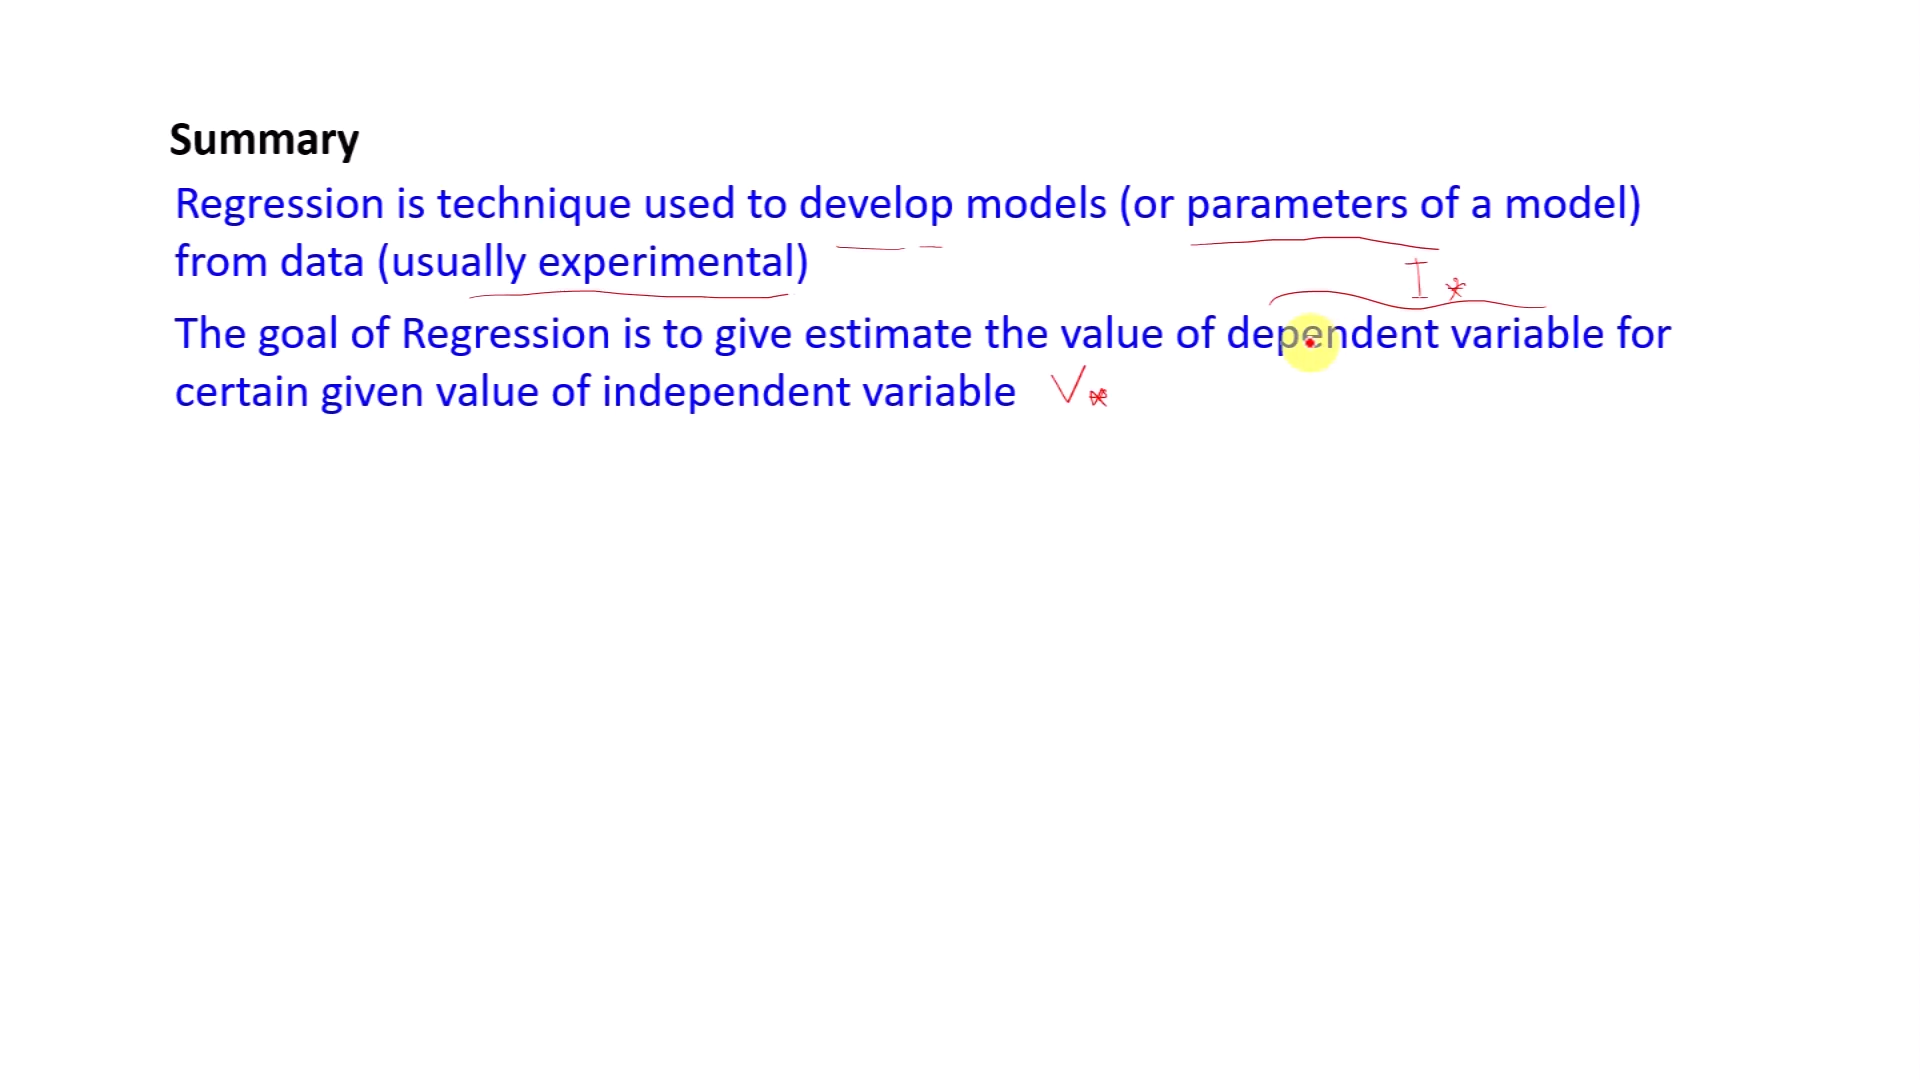 Summary
Regression is technique used to develop models (or parameters of a model)
from data (usually experimental)
I *
The goal of Regression is to give estimate the value of dependent variable for
certain given value of independent variable V*